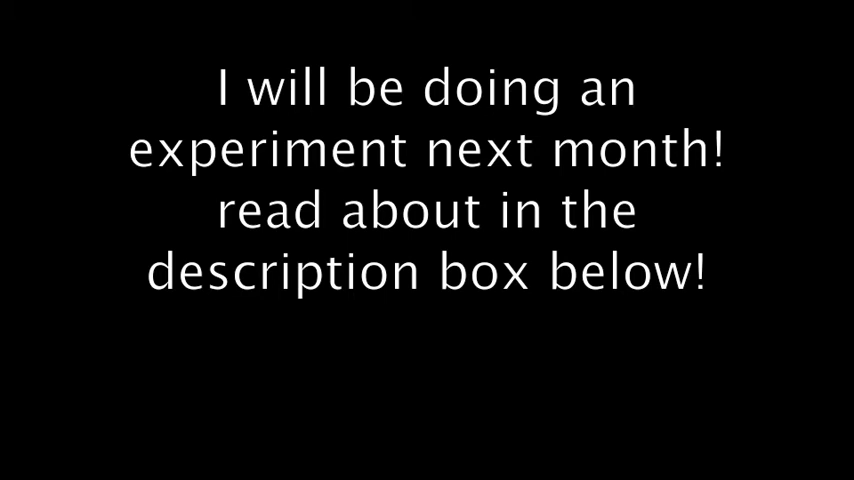 I will be doing an
experiment next month!
read about in the
description box below!